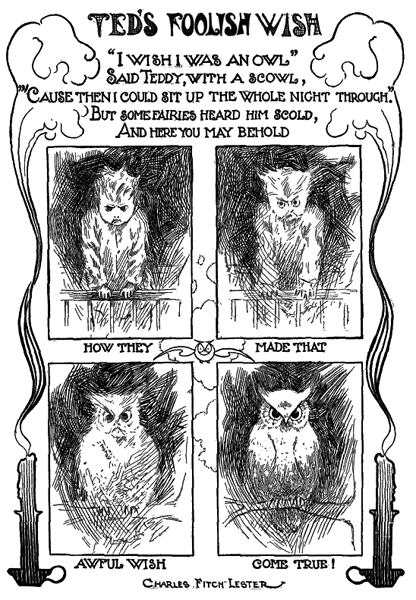 TED'S FOOLISH WISH
"I WISH I WAS AN OWL"
SAID TEDDY, WITH A SCOWL,
"'CAUSE THEN I COULD SIT UP THE WHOLE NIGHT THROUGH."
BUT SOME FAIRIES HEARD HIM SCOLD,
AND HERE YOU MAY BEHOLD
HOW THEY MADE THAT
AWFUL WISH COME TRUE!
CHARLES FITCH LESTER